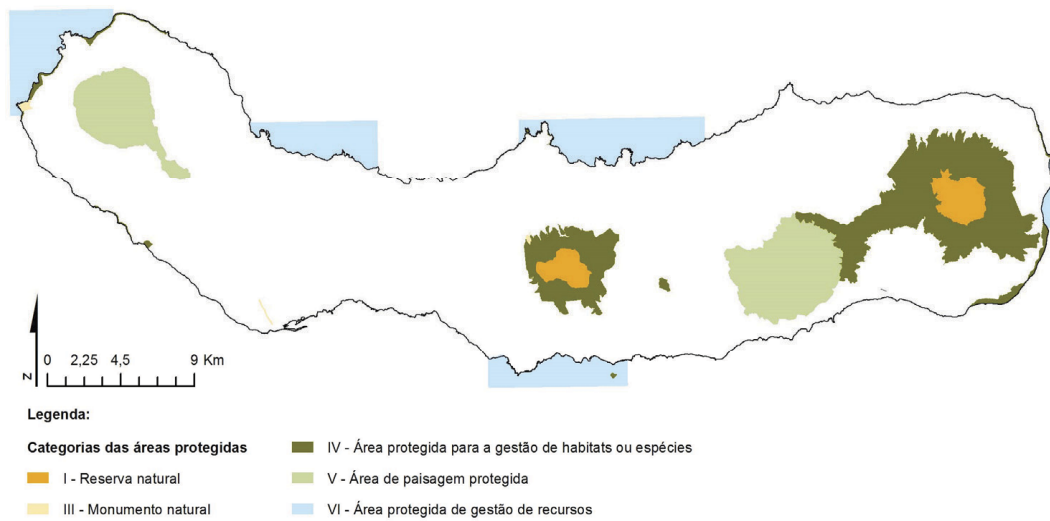 0 2,25 4,5 9 Km
N
Legenda:
Categorias das áreas protegidas
I - Reserva natural
III - Monumento natural
IV - Área protegida para a gestão de habitats ou espécies
V - Área de paisagem protegida
VI - Área protegida de gestão de recursos